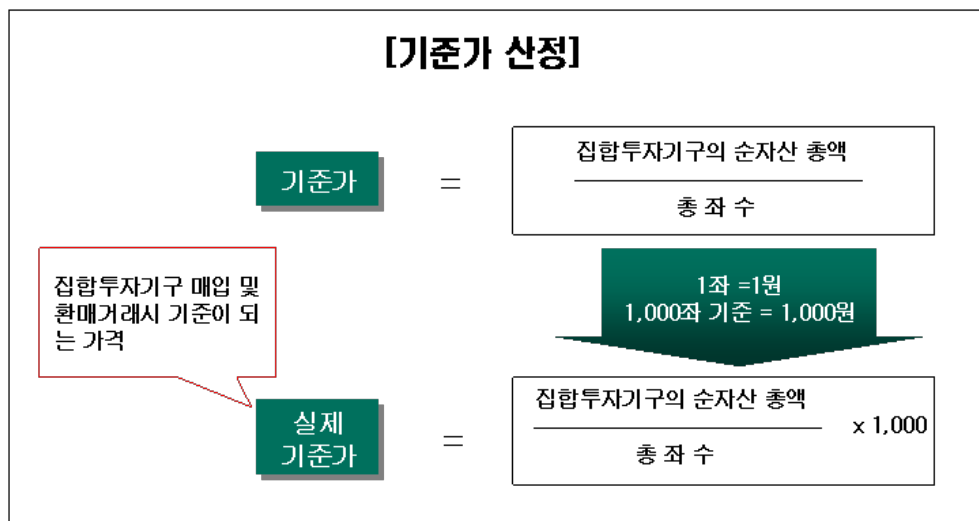 [기준가 산정]
집합투자기구의 순자산 총액
기준가
=
총 좌 수
집합투자기구 매입 및
환매거래시 기준이 되
는 가격
1좌 =1원
1,000좌 기준 = 1,000원
집합투자기구의 순자산 총액
실제
기준가
=
x 1,000
총 좌 수